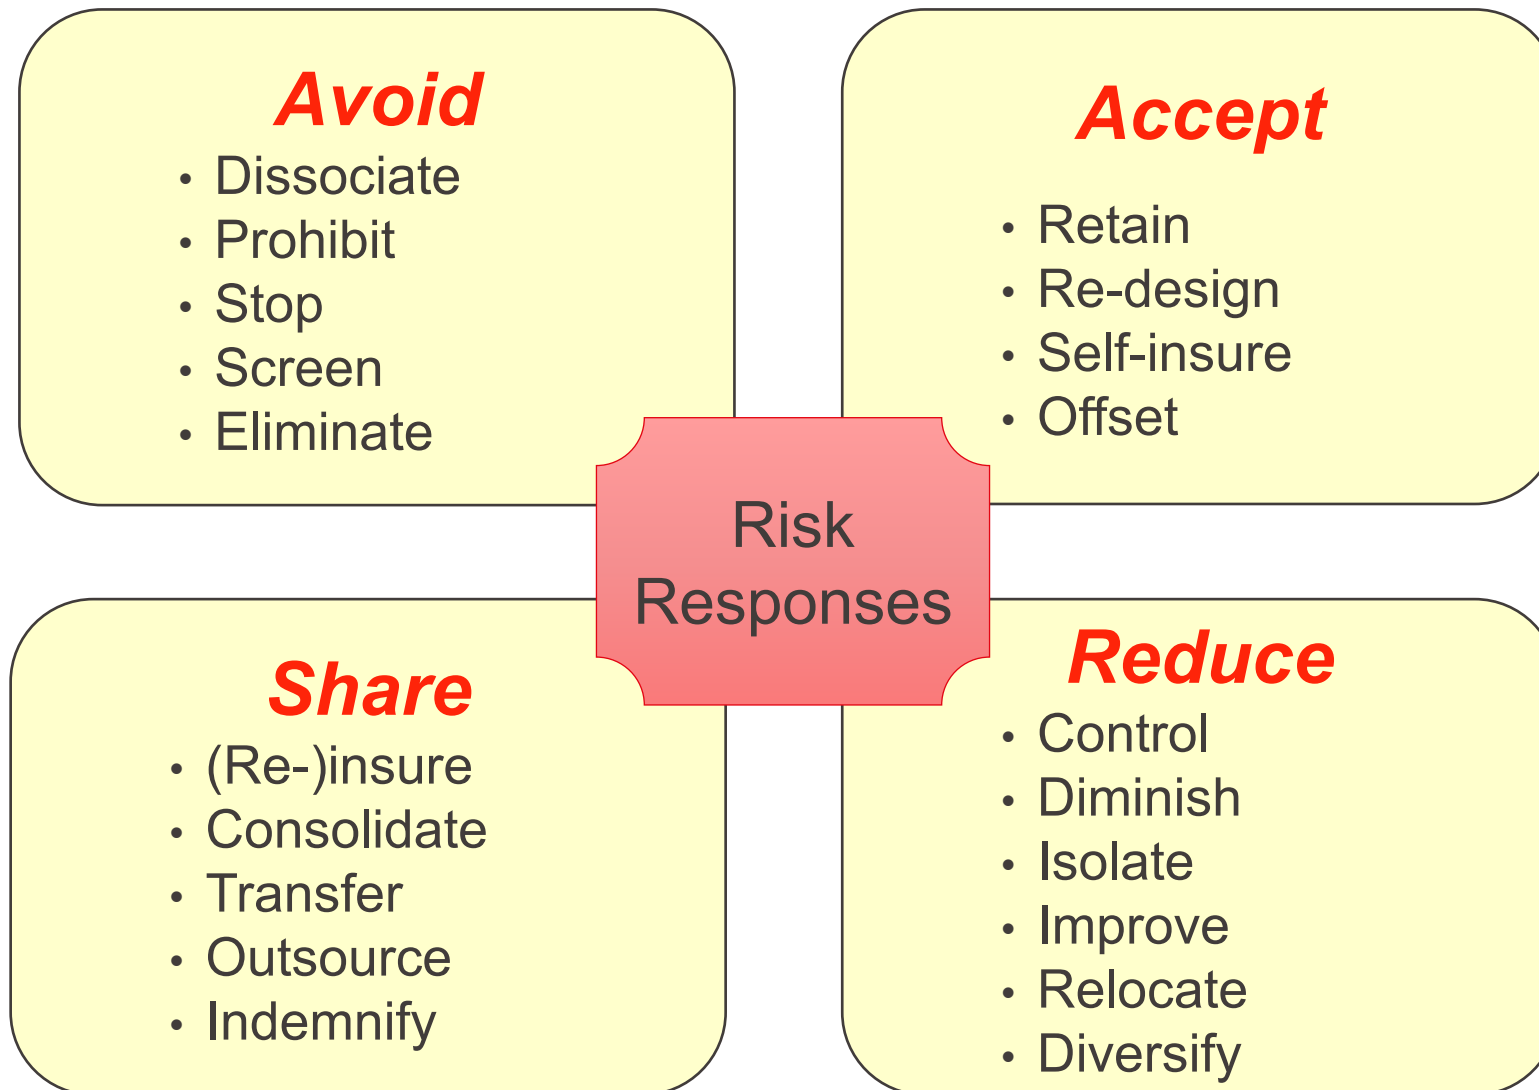 Avoid
• Dissociate
• Prohibit
• Stop
• Screen
• Eliminate
Accept
• Retain
• Re-design
• Self-insure
• Offset
Risk
Responses
Share
• (Re-)insure
• Consolidate
• Transfer
• Outsource
• Indemnify
Reduce
• Control
• Diminish
• Isolate
• Improve
• Relocate
• Diversify